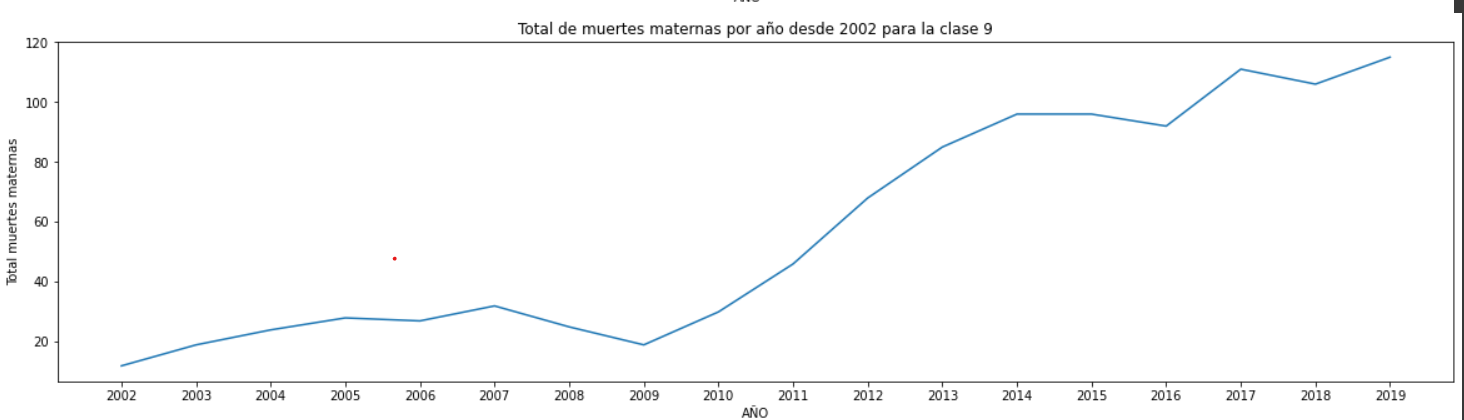 AÑO
Total de muertes maternas por año desde 2002 para la clase 9
Total muertes maternas
120
100
80
60
40
20
2002 2003 2004 2005 2006 2007 2008 2009 2010 2011 2012 2013 2014 2015 2016 2017 2018 2019
AÑO